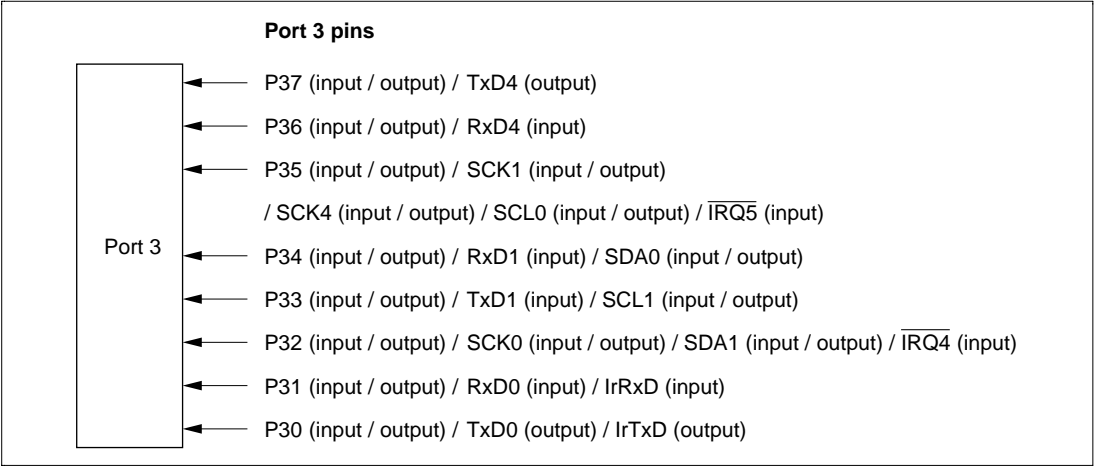 Port 3 pins
P37 (input / output) / TxD4 (output)
P36 (input / output) / RxD4 (input)
P35 (input / output) / SCK1 (input / output)
/ SCK4 (input / output) / SCL0 (input / output) / I̅R̅Q̅5̅ (input)
Port 3
P34 (input / output) / RxD1 (input) / SDA0 (input / output)
P33 (input / output) / TxD1 (input) / SCL1 (input / output)
P32 (input / output) / SCK0 (input / output) / SDA1 (input / output) / I̅R̅Q̅4̅ (input)
P31 (input / output) / RxD0 (input) / IrRxD (input)
P30 (input / output) / TxD0 (output) / IrTxD (output)